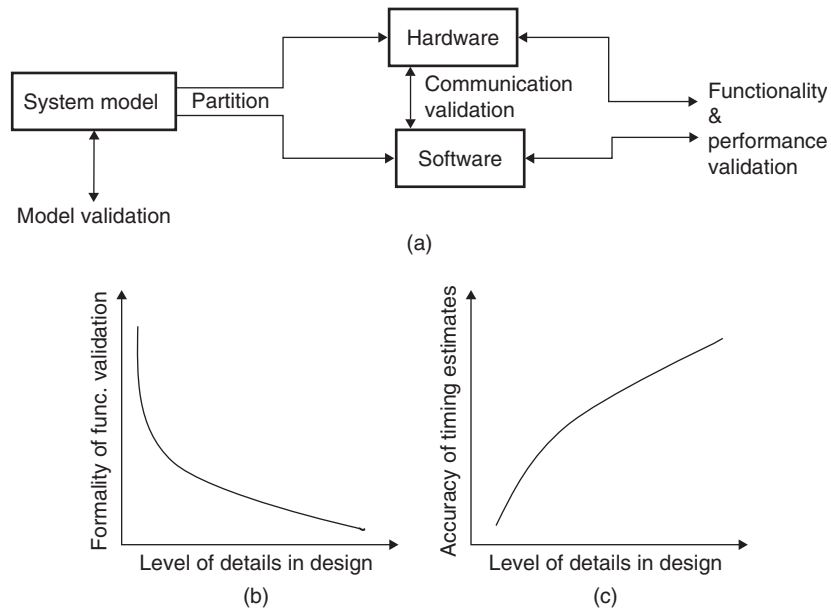 Hardware
System model
Partition
Communication
validation
Software
Functionality
&
performance
validation
Model validation
(a)
Formality of func. validation
Level of details in design
(b)
Accuracy of timing estimates
Level of details in design
(c)